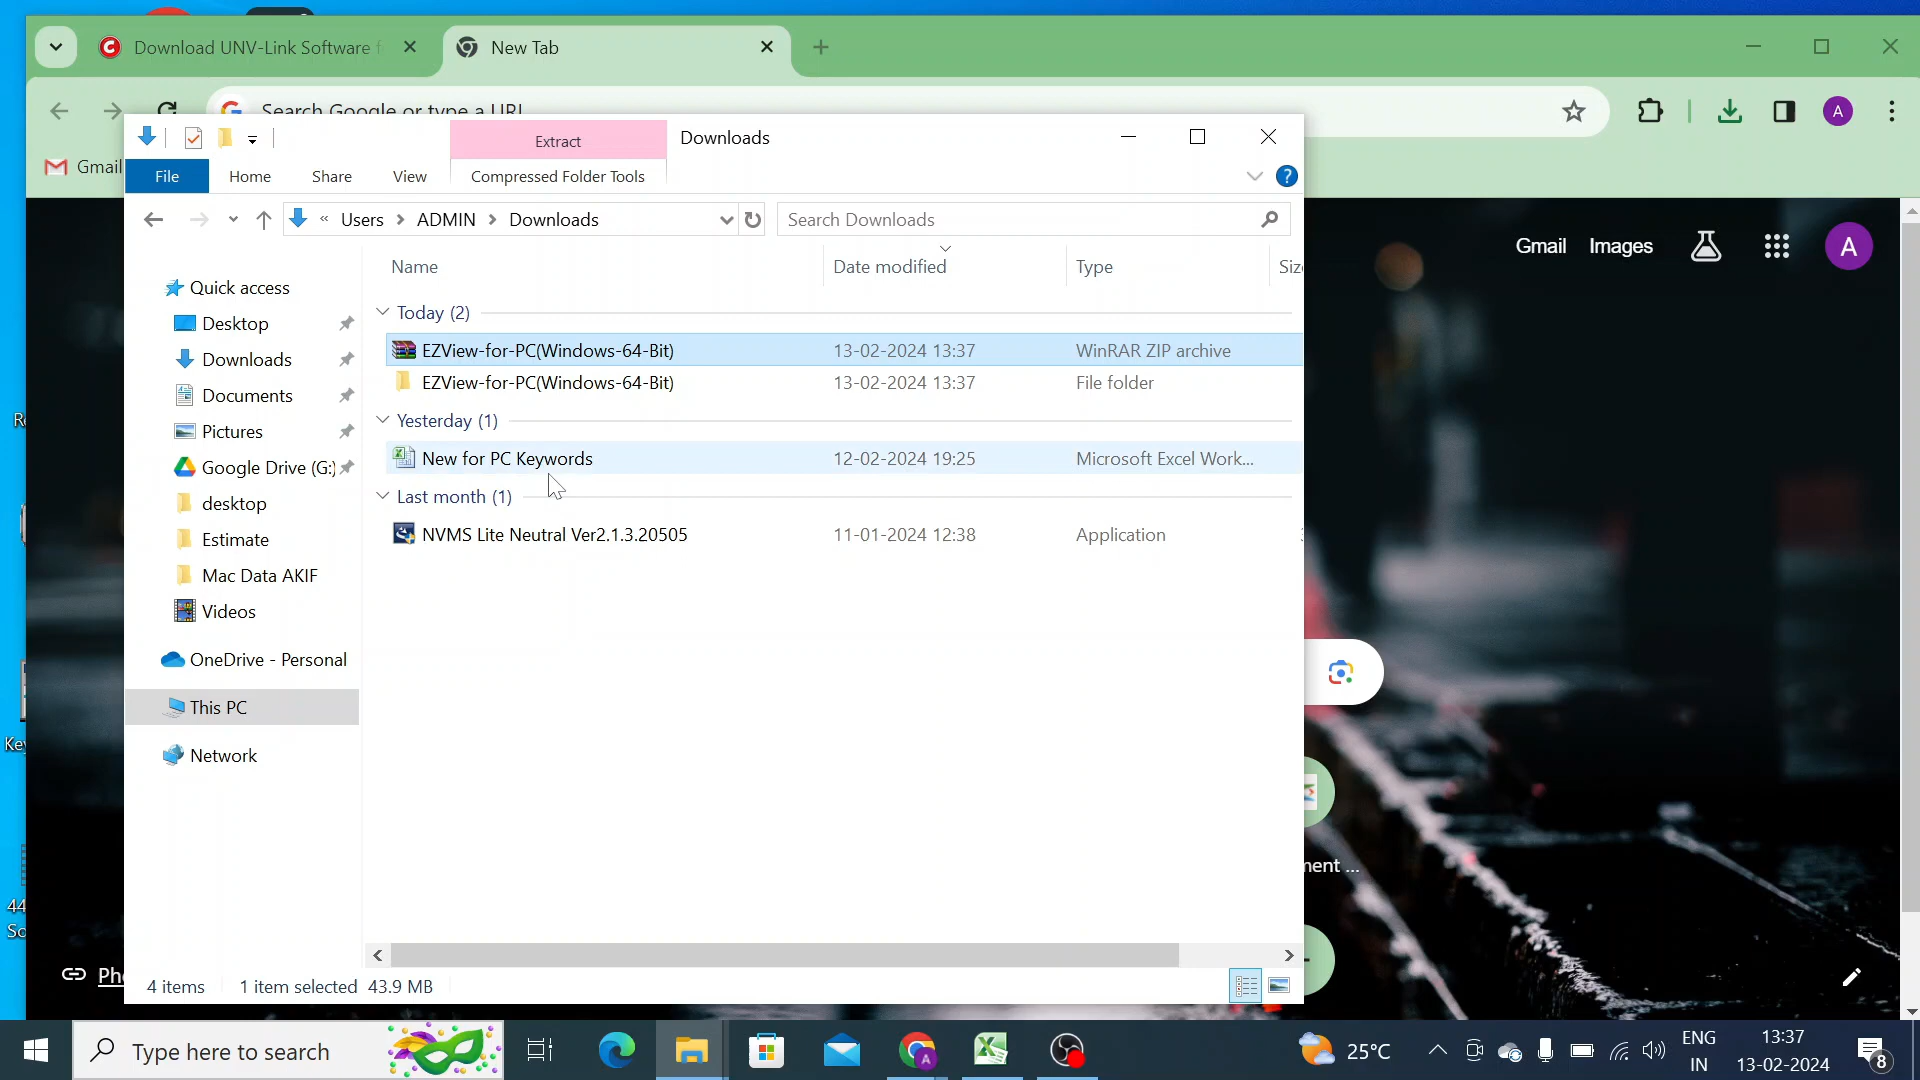 Download UNV-Link Software f
New Tab
Search Google or type a URL
Gmail
Extract
Downloads
File
Home
Share
View
Compressed Folder Tools
Users
ADMIN
Downloads
Search Downloads
Name
Date modified
Type
Siz
Quick access
Desktop
Downloads
Documents
Pictures
Google Drive (G:)
desktop
Estimate
Mac Data AKIF
Videos
OneDrive - Personal
This PC
Network
Today (2)
EZView-for-PC(Windows-64-Bit) 13-02-2024 13:37 WinRAR ZIP archive
EZView-for-PC(Windows-64-Bit) 13-02-2024 13:37 File folder
Yesterday (1)
New for PC Keywords 12-02-2024 19:25 Microsoft Excel Work...
Last month (1)
NVMS Lite Neutral Ver2.1.3.20505 11-01-2024 12:38 Application
4 items 1 item selected 43.9 MB
Gmail Images
A
A
A
nent ...
Ph
Key
44
So
Type here to search
25°C
ENG
IN
13:37
13-02-2024
8